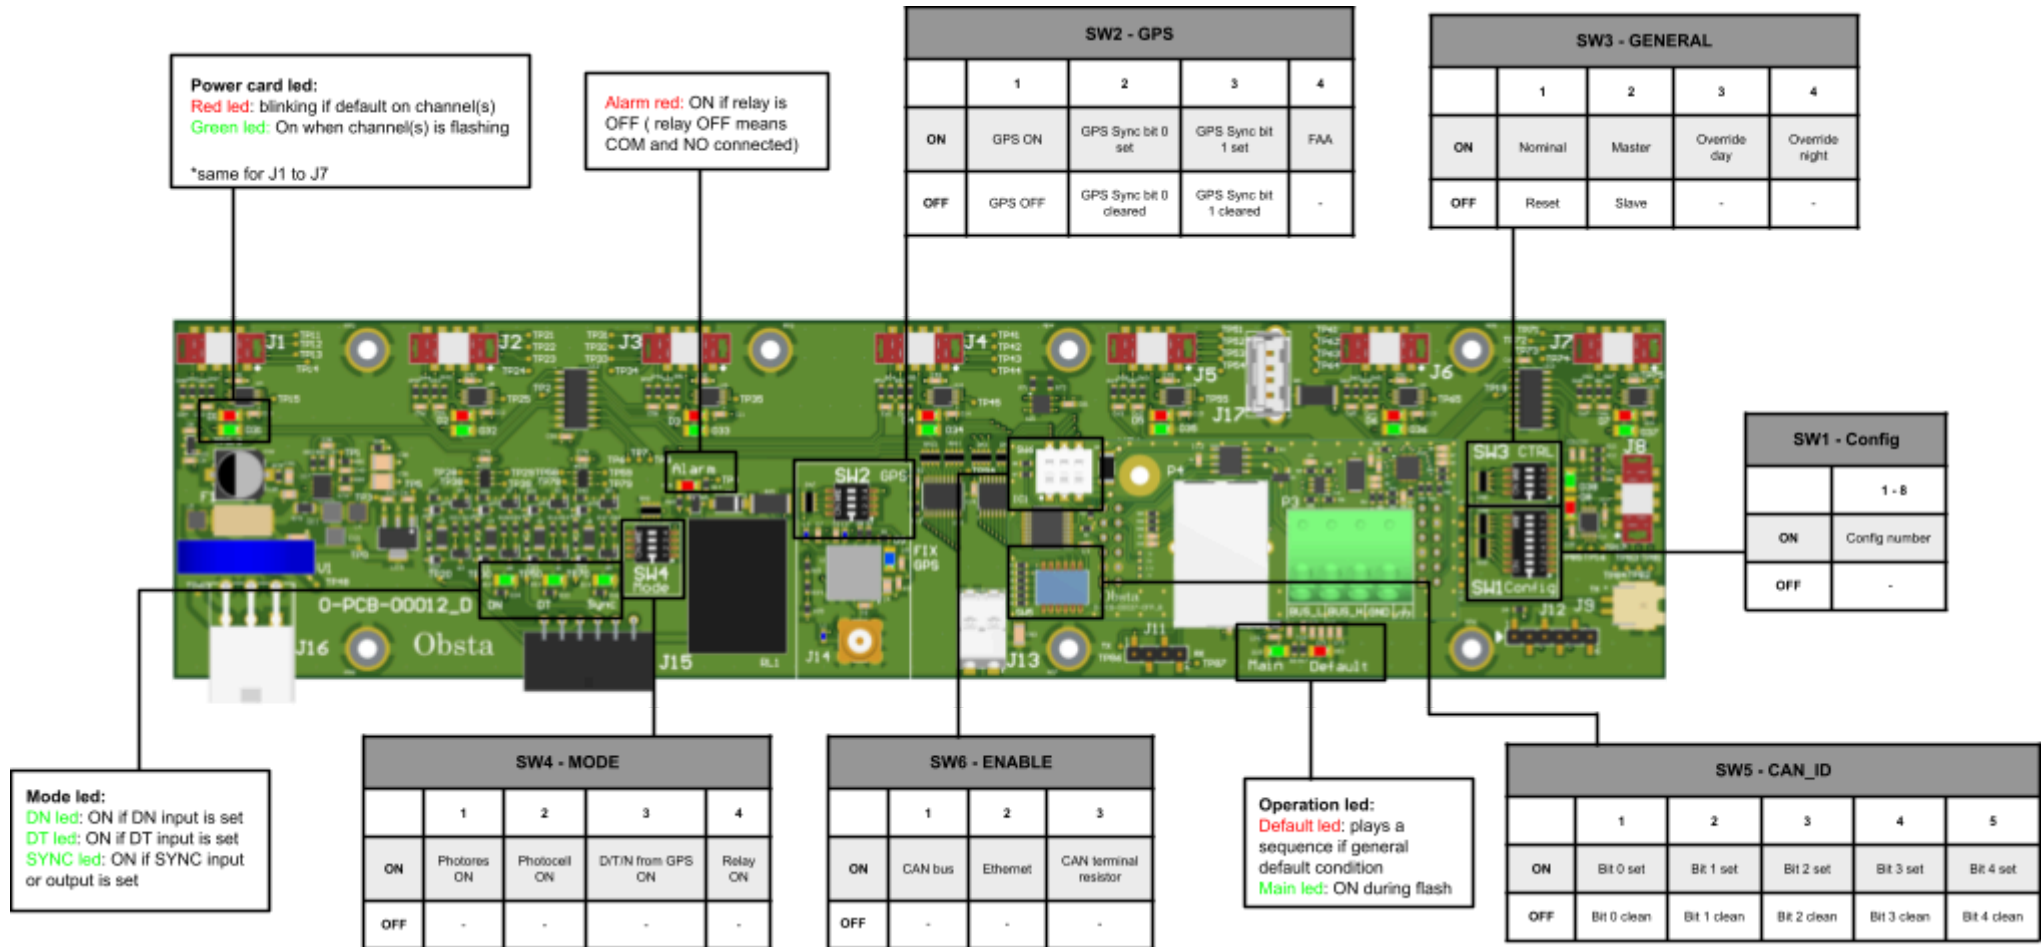 Power card led:
Red led: blinking if default on channel(s)
Green led: On when channel(s) is flashing
*same for J1 to J7
Alarm red: ON if relay is
OFF ( relay OFF means
COM and NO connected)
SW2 - GPS
1 2 3 4
ON GPS ON GPS Sync bit 0 set GPS Sync bit 1 set FAA
OFF GPS OFF GPS Sync bit 0 cleared GPS Sync bit 1 cleared -
SW3 - GENERAL
1 2 3 4
ON Nominal Master Override day Override night
OFF Reset Slave - -
J1 J2 J3 J4 J5 J6 J7
J17
J8
Alarm
SW2 GPS
SW3 CTRL
P4
P3
SW4
Mode
FIX
GPS
SW1 Config
DN DT Sync
O-PCB-00012_D
Obsta
J16
J15
RL1
J14
J13
J11
J12
J9
BUS_L BUS_H GND
Main Default
SW1 - Config
1 - 8
ON Config number
OFF -
Mode led:
DN led: ON if DN input is set
DT led: ON if DT input is set
SYNC led: ON if SYNC input
or output is set
SW4 - MODE
1 2 3 4
ON Photores ON Photocell ON D/T/N from GPS ON Relay ON
OFF - - - -
SW6 - ENABLE
1 2 3
ON CAN bus Ethernet CAN terminal resistor
OFF - - -
Operation led:
Default led: plays a
sequence if general
default condition
Main led: ON during flash
SW5 - CAN_ID
1 2 3 4 5
ON Bit 0 set Bit 1 set Bit 2 set Bit 3 set Bit 4 set
OFF Bit 0 clean Bit 1 clean Bit 2 clean Bit 3 clean Bit 4 clean